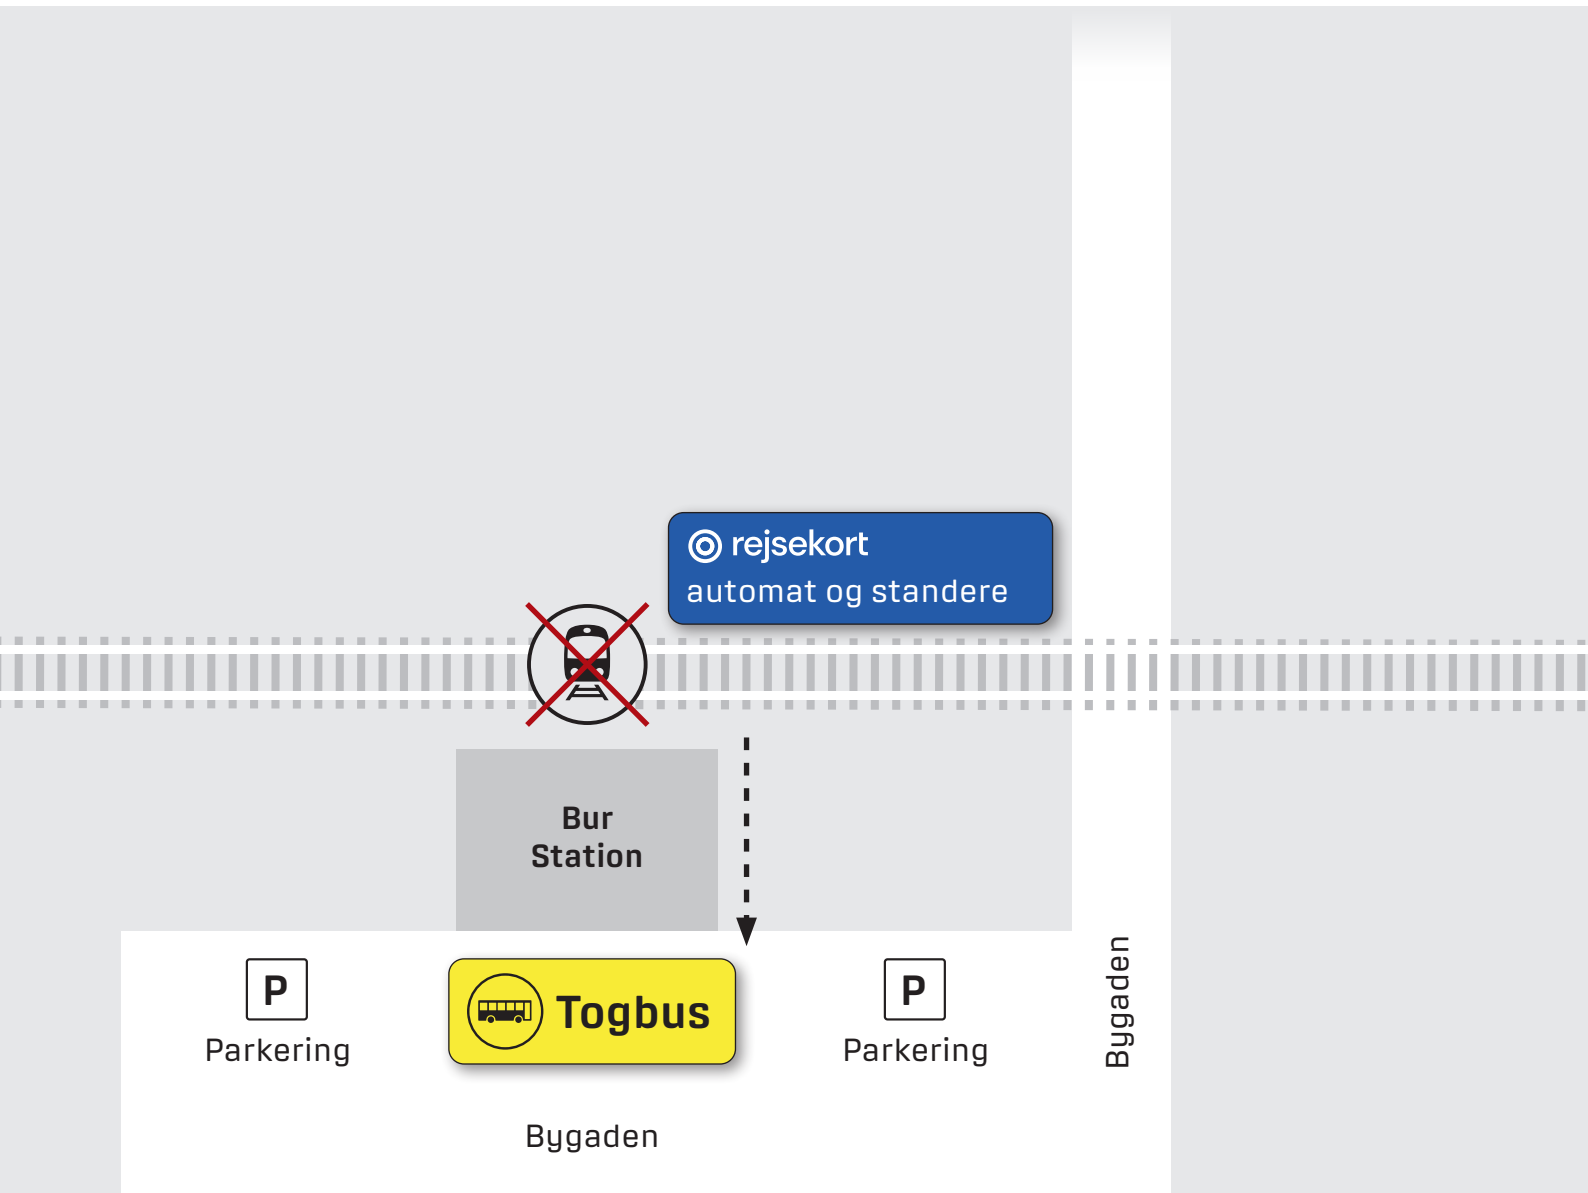 rejsekort
automat og standere
Bur
Station
P
Parkering
Togbus
P
Parkering
Bygaden
Bygaden